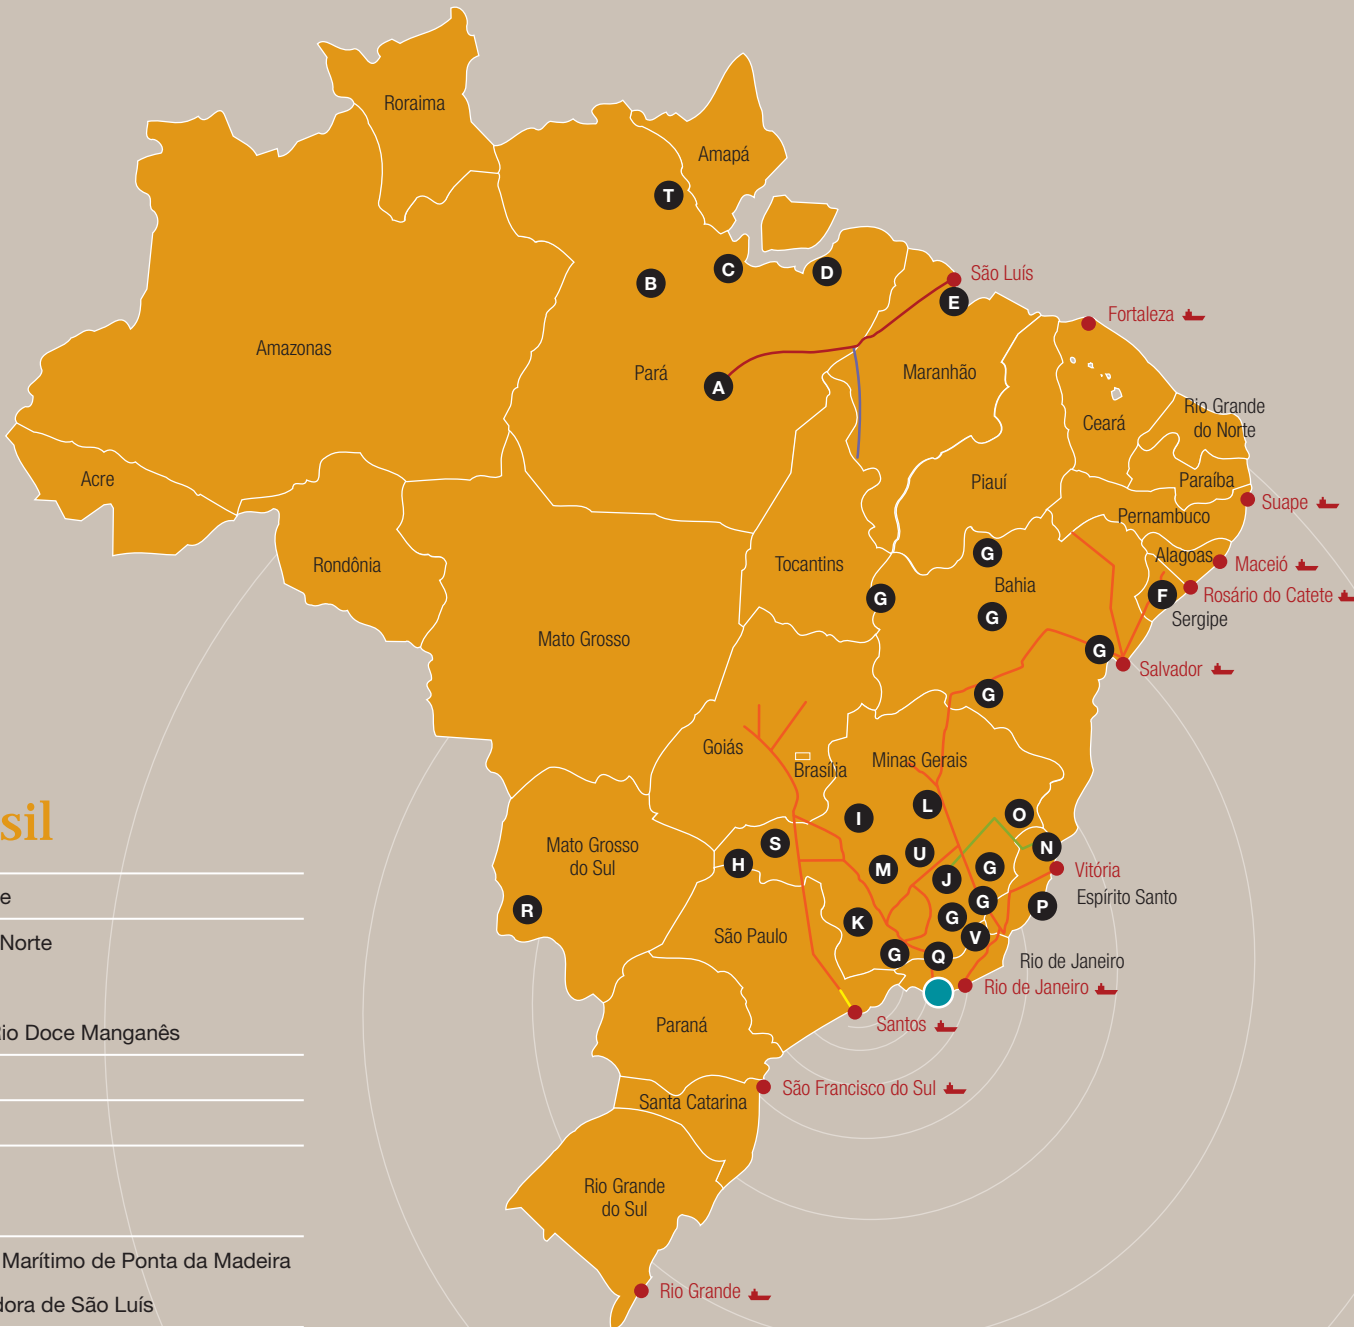 Roraima
Amapá
T
C
D
B
São Luís
E
Fortaleza
Amazonas
Pará
A
Maranhão
Rio Grande
do Norte
Ceará
Acre
Piauí
Paraíba
Suape
Pernambuco
G
Alagoas
Maceió
Rondônia
Tocantins
Bahia
G
F
Rosário do Catete
G
Sergipe
Mato Grosso
G
Salvador
G
Goiás
Brasília
Minas Gerais
L
I
O
sil
Mato Grosso
do Sul
S
H
U
N
M
J
G
Vitória
e
R
G
P
Espírito Santo
K
G
Norte
São Paulo
V
G
Q
Rio de Janeiro
Rio de Janeiro
Santos
Paraná
io Doce Manganês
São Francisco do Sul
Santa Catarina
Rio Grande
do Sul
Marítimo de Ponta da Madeira
Rio Grande
dora de São Luís